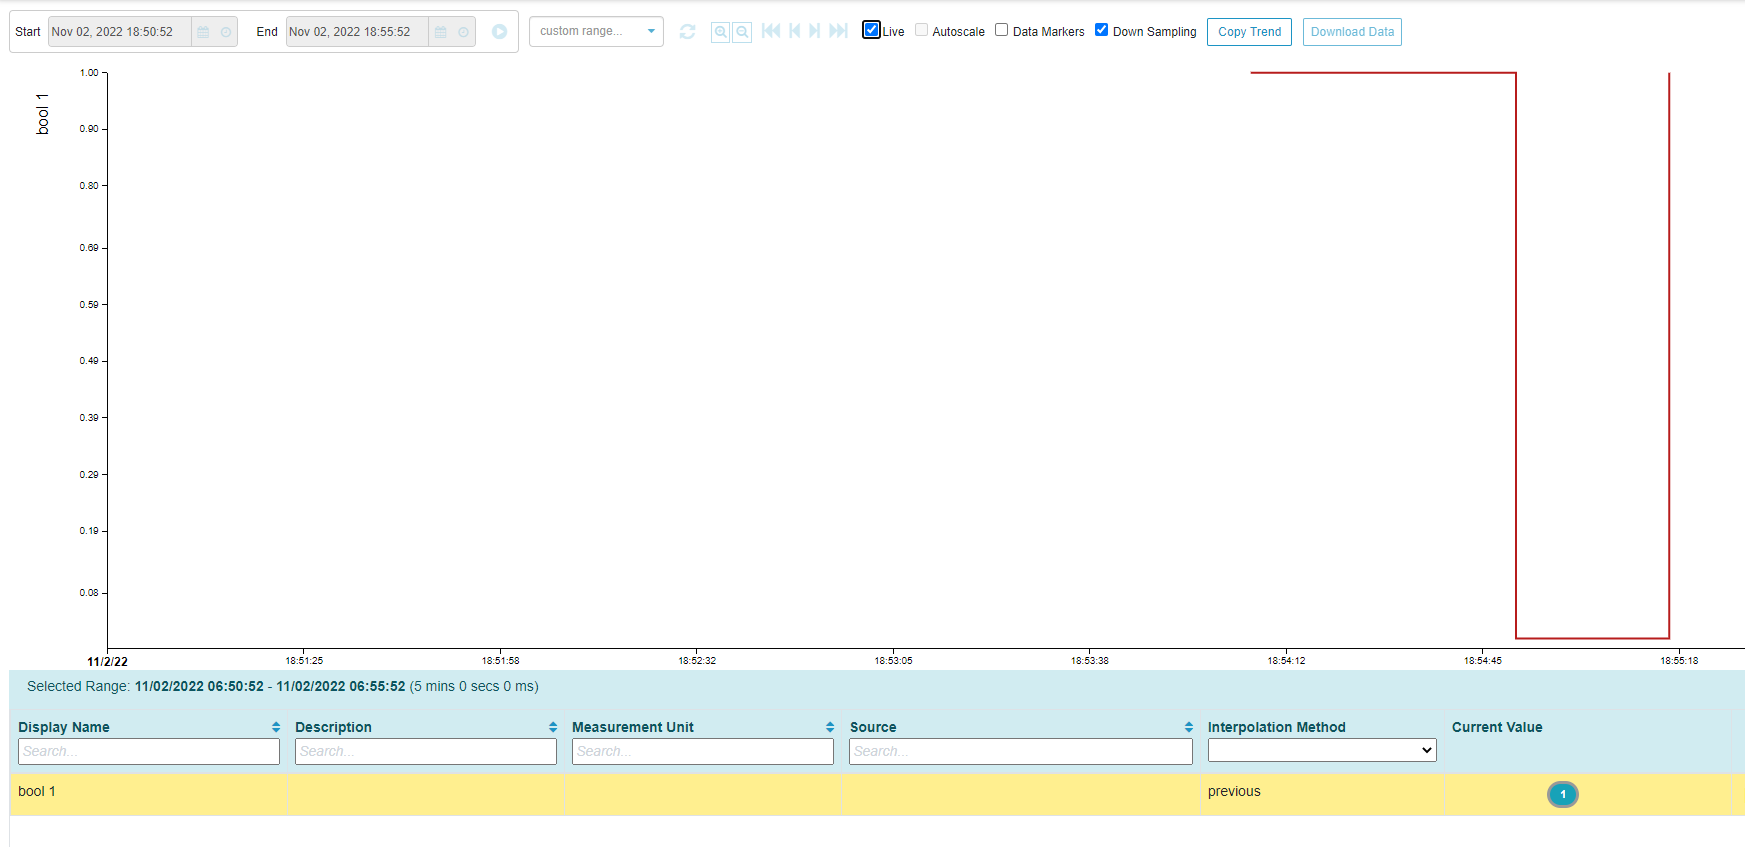 Start Nov 02, 2022 18:50:52 End Nov 02, 2022 18:55:52 custom range... Live Autoscale Data Markers Down Sampling Copy Trend Download Data
bool 1
1.00
0.90
0.80
0.69
0.59
0.49
0.39
0.29
0.19
0.08
11/2/22 18:51:25 18:51:58 18:52:32 18:53:05 18:53:38 18:54:12 18:54:45 18:55:18
Selected Range: 11/02/2022 06:50:52 - 11/02/2022 06:55:52 (5 mins 0 secs 0 ms)
Display Name Description Measurement Unit Source Interpolation Method Current Value
Search... Search... Search... Search...
bool 1 previous 1